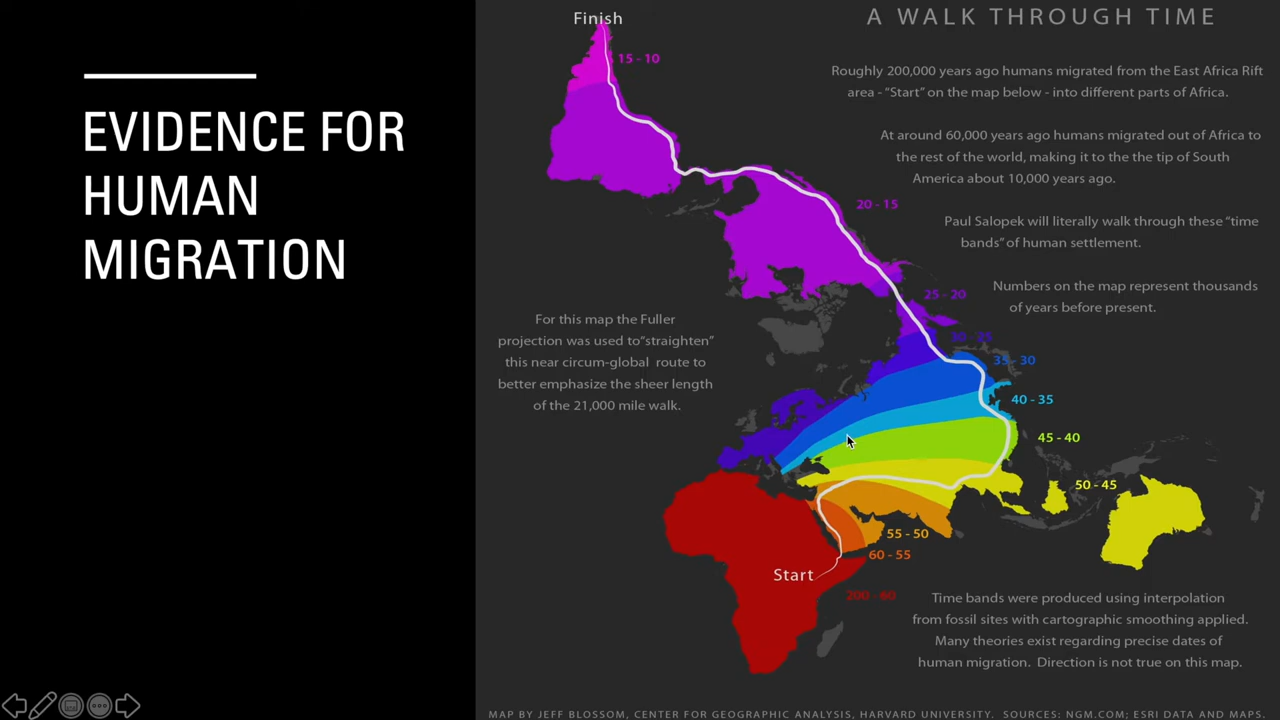 EVIDENCE FOR
HUMAN
MIGRATION
A WALK THROUGH TIME
Roughly 200,000 years ago humans migrated from the East Africa Rift
area - “Start” on the map below - into different parts of Africa.
At around 60,000 years ago humans migrated out of Africa to
the rest of the world, making it to the the tip of South
America about 10,000 years ago.
Paul Salopek will literally walk through these “time
bands” of human settlement.
Numbers on the map represent thousands
of years before present.
For this map the Fuller
projection was used to “straighten”
this near circum-global route to
better emphasize the sheer length
of the 21,000 mile walk.
Finish
15 - 10
20 - 15
25 - 20
30 - 25
35 - 30
40 - 35
45 - 40
50 - 45
55 - 50
60 - 55
Start
200 - 60
Time bands were produced using interpolation
from fossil sites with cartographic smoothing applied.
Many theories exist regarding precise dates of
human migration. Direction is not true on this map.
MAP BY JEFF BLOSSOM, CENTER FOR GEOGRAPHIC ANALYSIS, HARVARD UNIVERSITY. SOURCES: NGM.COM; ESRI DATA AND MAPS.